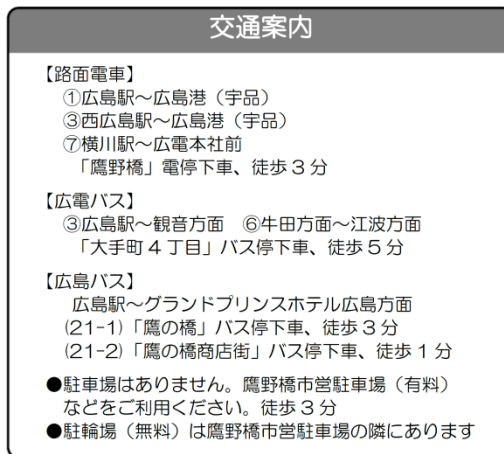 交通案内
【路面電車】
①広島駅～広島港（宇品）
③西広島駅～広島港（宇品）
⑦横川駅～広電本社前
「鷹野橋」電停下車、徒歩３分
【広電バス】
③広島駅～観音方面　⑥牛田方面～江波方面
「大手町４丁目」バス停下車、徒歩５分
【広島バス】
広島駅～グランドプリンスホテル広島方面
(21-1)「鷹の橋」バス停下車、徒歩３分
(21-2)「鷹の橋商店街」バス停下車、徒歩１分
●駐車場はありません。鷹野橋市営駐車場（有料）
などをご利用ください。徒歩３分
●駐輪場（無料）は鷹野橋市営駐車場の隣にあります